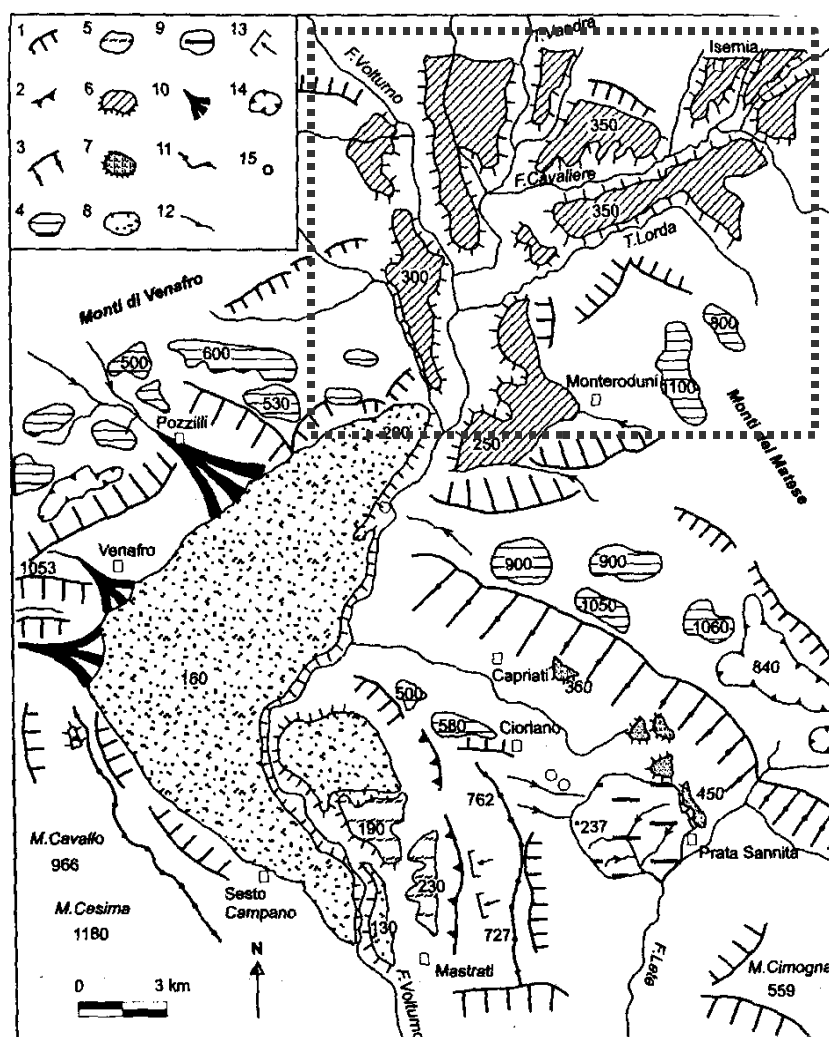 1
5
9
13
2
6
10
14
3
7
11
15
4
8
12
F.Volturno
T.Vandra
Isernia
350
F.Cavaliere
350
T.Lorda
300
Monti di Venafro
800
500
600
1100
530
Monteroduni
Monti del Matese
Pozzilli
200
250
Venafro
1053
900
900
1050
1060
840
160
Capriati
360
500
580
Ciorlano
762
450
190
237
M.Cavallo
966
Prata Sannita
230
Sesto
Campano
M.Cesima
1180
130
727
N
Mastrati
F.Lete
M.Cimogna
559
0
3 km
F.Volturno